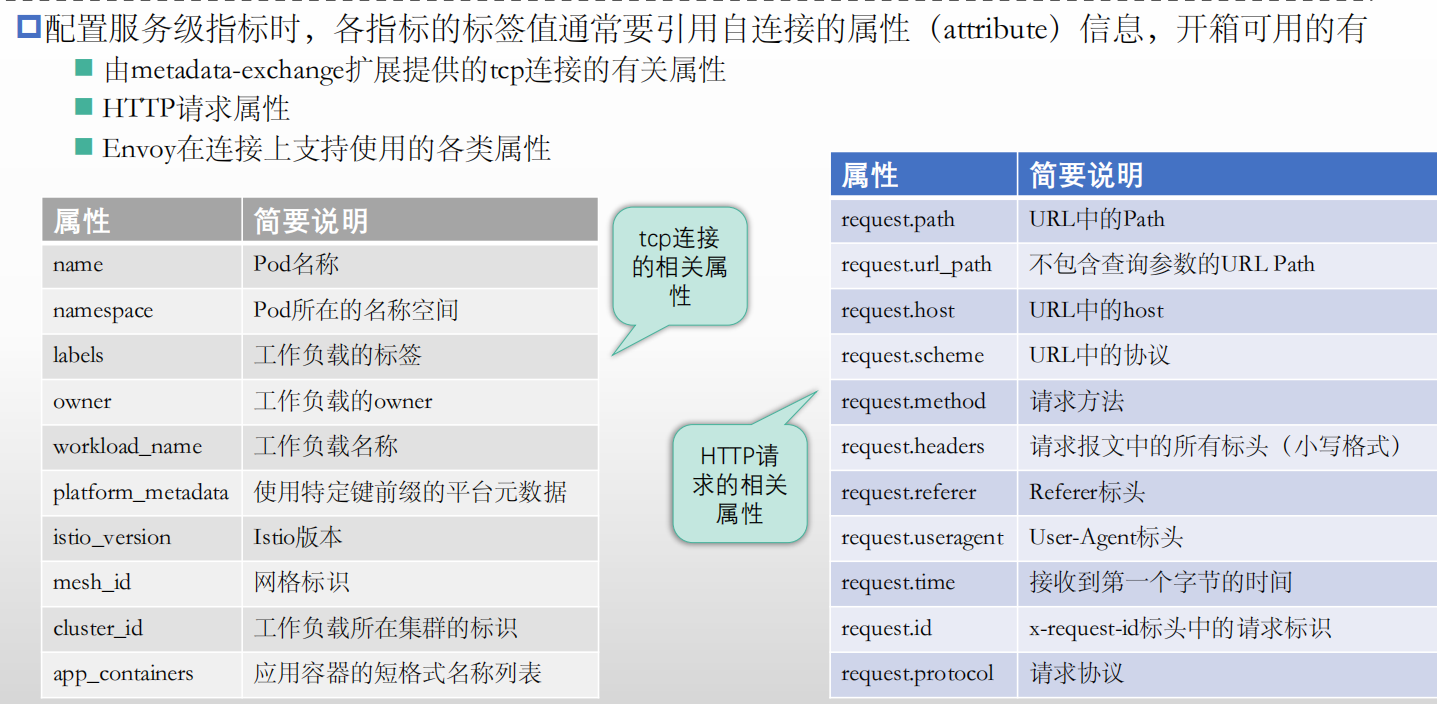 配置服务级指标时，各指标的标签值通常要引用自连接的属性（attribute）信息，开箱可用的有
由metadata-exchange扩展提供的tcp连接的有关属性
HTTP请求属性
Envoy在连接上支持使用的各类属性
属性 简要说明
name Pod名称
namespace Pod所在的名称空间
labels 工作负载的标签
owner 工作负载的owner
workload_name 工作负载名称
platform_metadata 使用特定键前缀的平台元数据
istio_version Istio版本
mesh_id 网格标识
cluster_id 工作负载所在集群的标识
app_containers 应用容器的短格式名称列表
tcp连接
的相关属
性
HTTP请
求的相关
属性
属性 简要说明
request.path URL中的Path
request.url_path 不包含查询参数的URL Path
request.host URL中的host
request.scheme URL中的协议
request.method 请求方法
request.headers 请求报文中的所有标头（小写格式）
request.referer Referer标头
request.useragent User-Agent标头
request.time 接收到第一个字节的时间
request.id x-request-id标头中的请求标识
request.protocol 请求协议